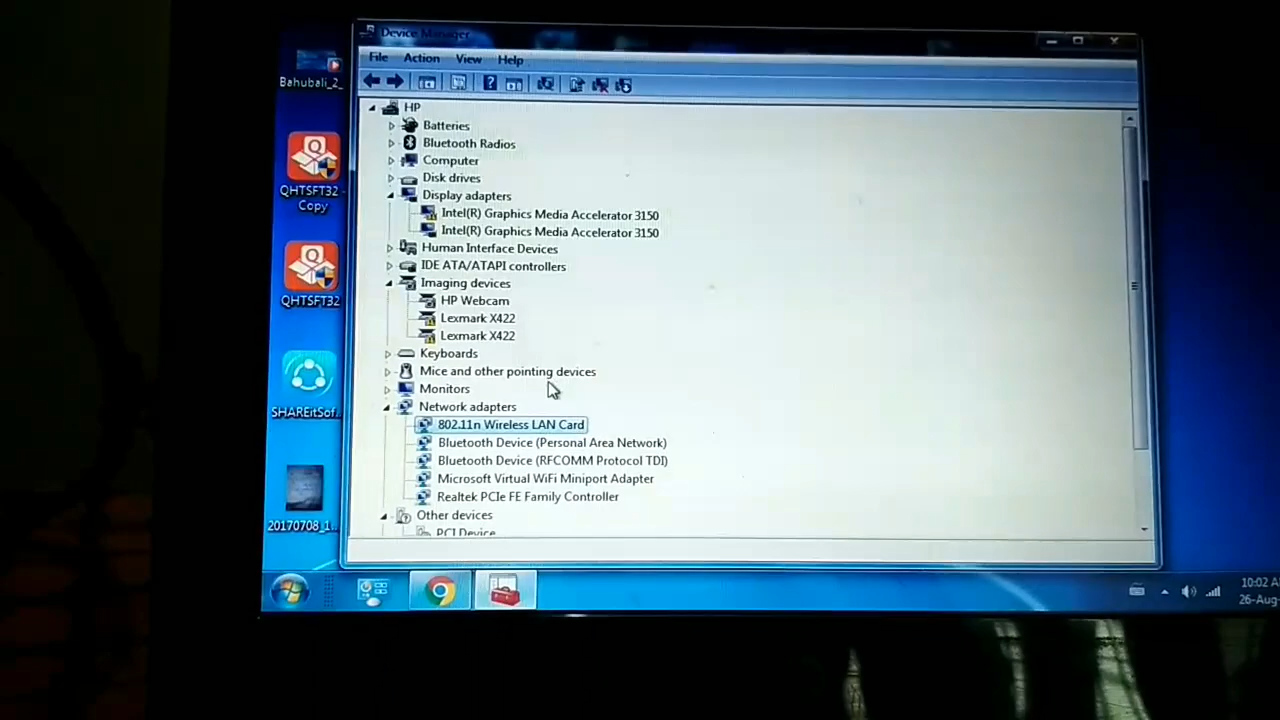 Device Manager
File Action View Help
HP
Batteries
Bluetooth Radios
Computer
Disk drives
Display adapters
Intel(R) Graphics Media Accelerator 3150
Intel(R) Graphics Media Accelerator 3150
Human Interface Devices
IDE ATA/ATAPI controllers
Imaging devices
HP Webcam
Lexmark X422
Lexmark X422
Keyboards
Mice and other pointing devices
Monitors
Network adapters
802.11n Wireless LAN Card
Bluetooth Device (Personal Area Network)
Bluetooth Device (RFCOMM Protocol TDI)
Microsoft Virtual WiFi Miniport Adapter
Realtek PCIe FE Family Controller
Other devices
PCI Device
Bahubali_2_
Q
QHTSFT32 -
Copy
Q
QHTSFT32
SHAREitSof...
20170708_1...
10:02 A
26-Aug-